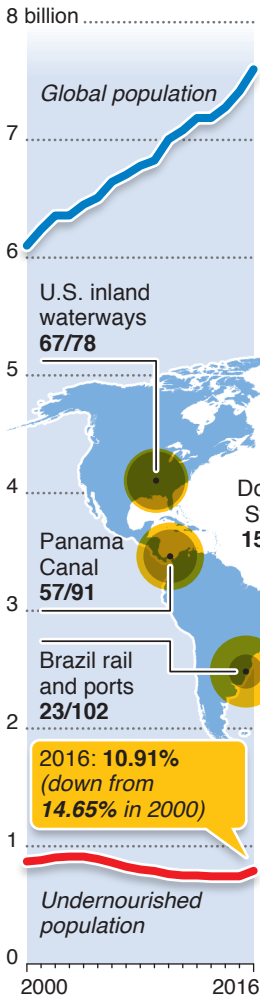 8 billion
Global population
7
6
U.S. inland
waterways
67/78
5
4
Do
S
15
Panama
Canal
57/91
3
Brazil rail
and ports
23/102
2
2016: 10.91%
(down from
14.65% in 2000)
1
Undernourished
population
0
2000 2016